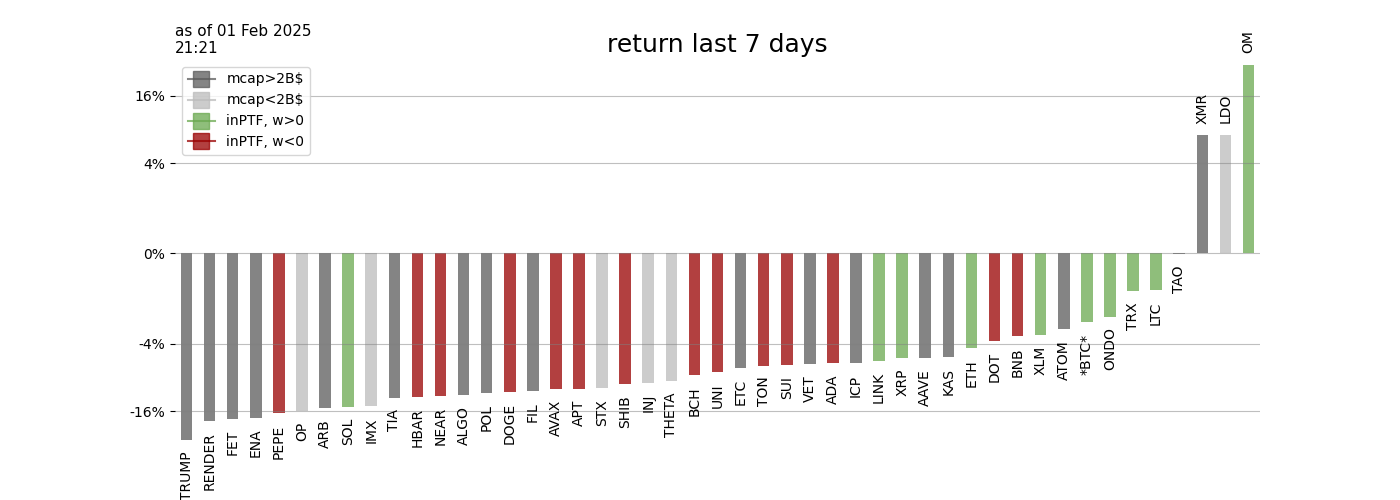 as of 01 Feb 2025
21:21
return last 7 days
mcap>2B$
mcap<2B$
inPTF, w>0
inPTF, w<0
16%
4%
0%
-4%
-16%
TRUMP
RENDER
FET
ENA
PEPE
OP
ARB
SOL
IMX
TIA
HBAR
NEAR
ALGO
POL
DOGE
FIL
AVAX
APT
STX
SHIB
INJ
THETA
BCH
UNI
ETC
TON
SUI
VET
ADA
ICP
LINK
XRP
AAVE
KAS
ETH
DOT
BNB
XLM
ATOM
*BTC*
ONDO
TRX
LTC
TAO
XMR
LDO
OM